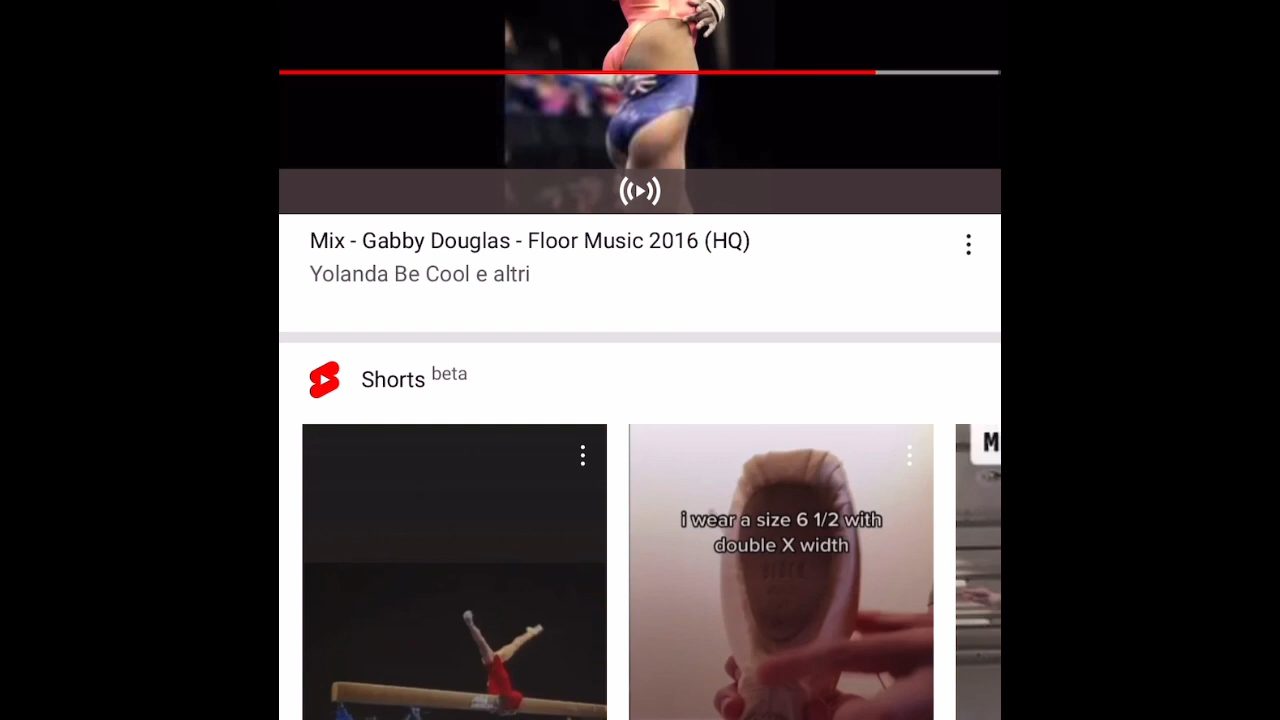 Mix - Gabby Douglas - Floor Music 2016 (HQ)
Yolanda Be Cool e altri
Shorts beta
i wear a size 6 1/2 with
double X width
M